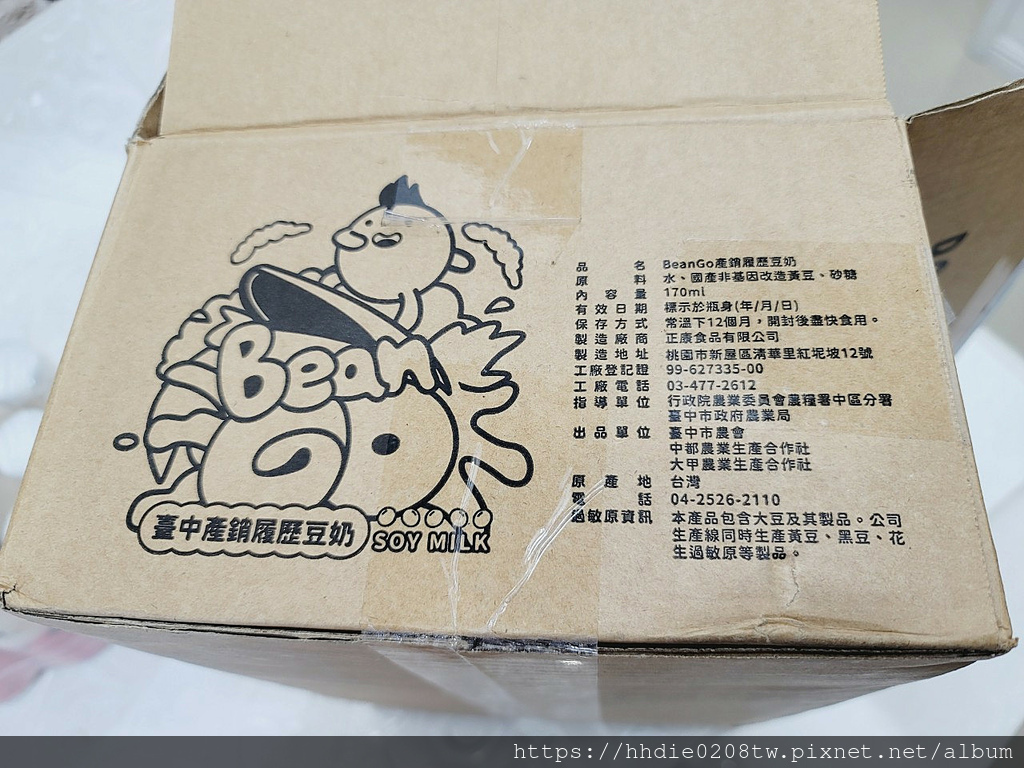 Bean
GO
臺中產銷履歷豆奶
SOY MILK
品名 BeanGo產銷履歷豆奶
原料 水、國產非基因改造黃豆、砂糖
內容量 170ml
有效日期 標示於瓶身(年/月/日)
保存方式 常溫下12個月，開封後盡快食用。
製造廠商 正康食品有限公司
製造地址 桃園市新屋區清華里紅坭坡12號
工廠登記證 99-627335-00
工廠電話 03-477-2612
指導單位 行政院農業委員會農糧署中區分署
臺中市政府農業局
出品單位 臺中市農會
中都農業生產合作社
大甲農業生產合作社
原產地 台灣
電話 04-2526-2110
過敏原資訊 本產品包含大豆及其製品。公司
生產線同時生產黃豆、黑豆、花
生過敏原等製品。
https://hhdie0208tw.pixnet.net/album